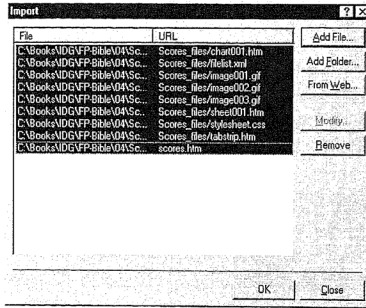 Import
File URL
C:\Books\IDG\FP-Bible\04\Sc... Scores_files/chart001.htm
C:\Books\IDG\FP-Bible\04\Sc... Scores_files/filelist.xml
C:\Books\IDG\FP-Bible\04\Sc... Scores_files/image001.gif
C:\Books\IDG\FP-Bible\04\Sc... Scores_files/image002.gif
C:\Books\IDG\FP-Bible\04\Sc... Scores_files/image003.gif
C:\Books\IDG\FP-Bible\04\Sc... Scores_files/sheet001.htm
C:\Books\IDG\FP-Bible\04\Sc... Scores_files/stylesheet.css
C:\Books\IDG\FP-Bible\04\Sc... Scores_files/tabstrip.htm
C:\Books\IDG\FP-Bible\04\Sc... scores.htm
Add File...
Add Folder...
From Web...
Modify...
Remove
OK Close